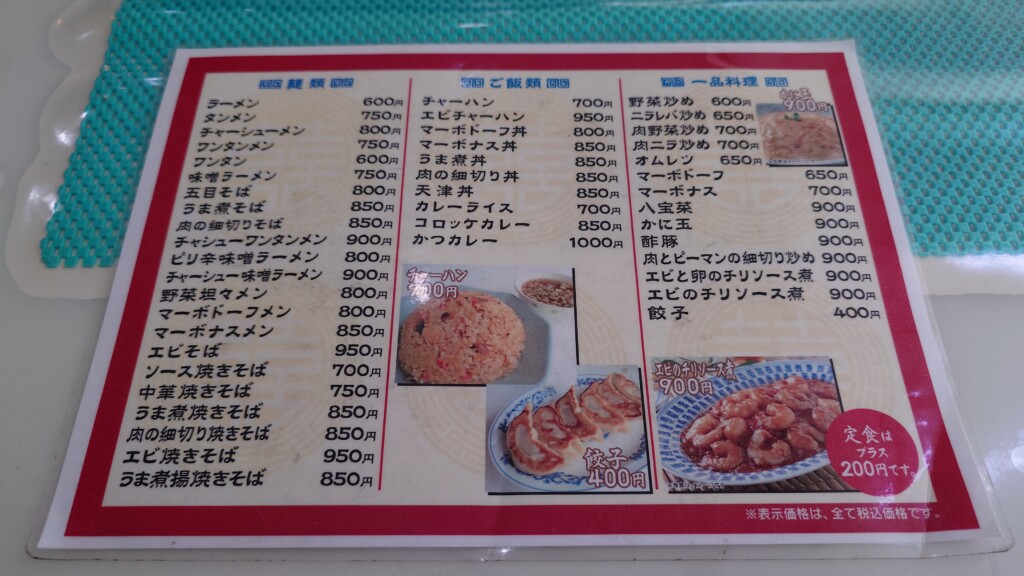 麺類
ラーメン 600円
タンメン 750円
チャーシューメン 800円
ワンタンメン 750円
ワンタン 600円
味噌ラーメン 750円
五目そば 800円
うま煮そば 850円
肉の細切りそば 850円
チャシューワンタンメン 900円
ピリ辛味噌ラーメン 800円
チャーシュー味噌ラーメン 900円
野菜坦々メン 800円
マーボドーフメン 800円
マーボナスメン 850円
エビそば 950円
ソース焼きそば 700円
中華焼きそば 750円
うま煮焼きそば 850円
肉の細切り焼きそば 850円
エビ焼きそば 950円
うま煮揚焼きそば 850円
ご飯類
チャーハン 700円
エビチャーハン 950円
マーボドーフ丼 800円
マーボナス丼 850円
うま煮丼 850円
肉の細切り丼 850円
天津丼 850円
カレーライス 700円
コロッケカレー 850円
かつカレー 1000円
チャーハン
700円
餃子
400円
一品料理
野菜炒め 600円
ニラレバ炒め 650円
肉野菜炒め 700円
肉ニラ炒め 700円
オムレツ 650円
マーボドーフ 650円
マーボナス 700円
八宝菜 900円
かに玉 900円
酢豚 900円
肉とピーマンの細切り炒め 900円
エビと卵のチリソース煮 900円
エビのチリソース煮 900円
餃子 400円
かに玉
900円
エビのチリソース煮
900円
定食は
プラス
200円です。
※表示価格は、全て税込価格です。